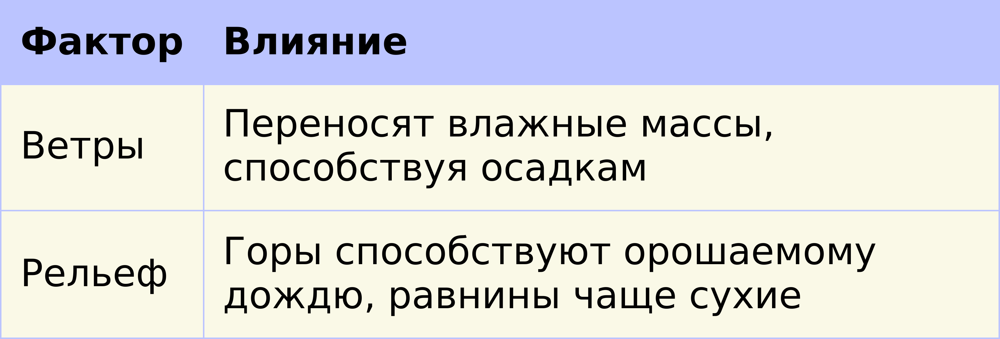 Фактор Влияние
Ветры
Переносят влажные массы,
способствуя осадкам
Рельеф
Горы способствуют орошаемому
дождю, равнины чаще сухие